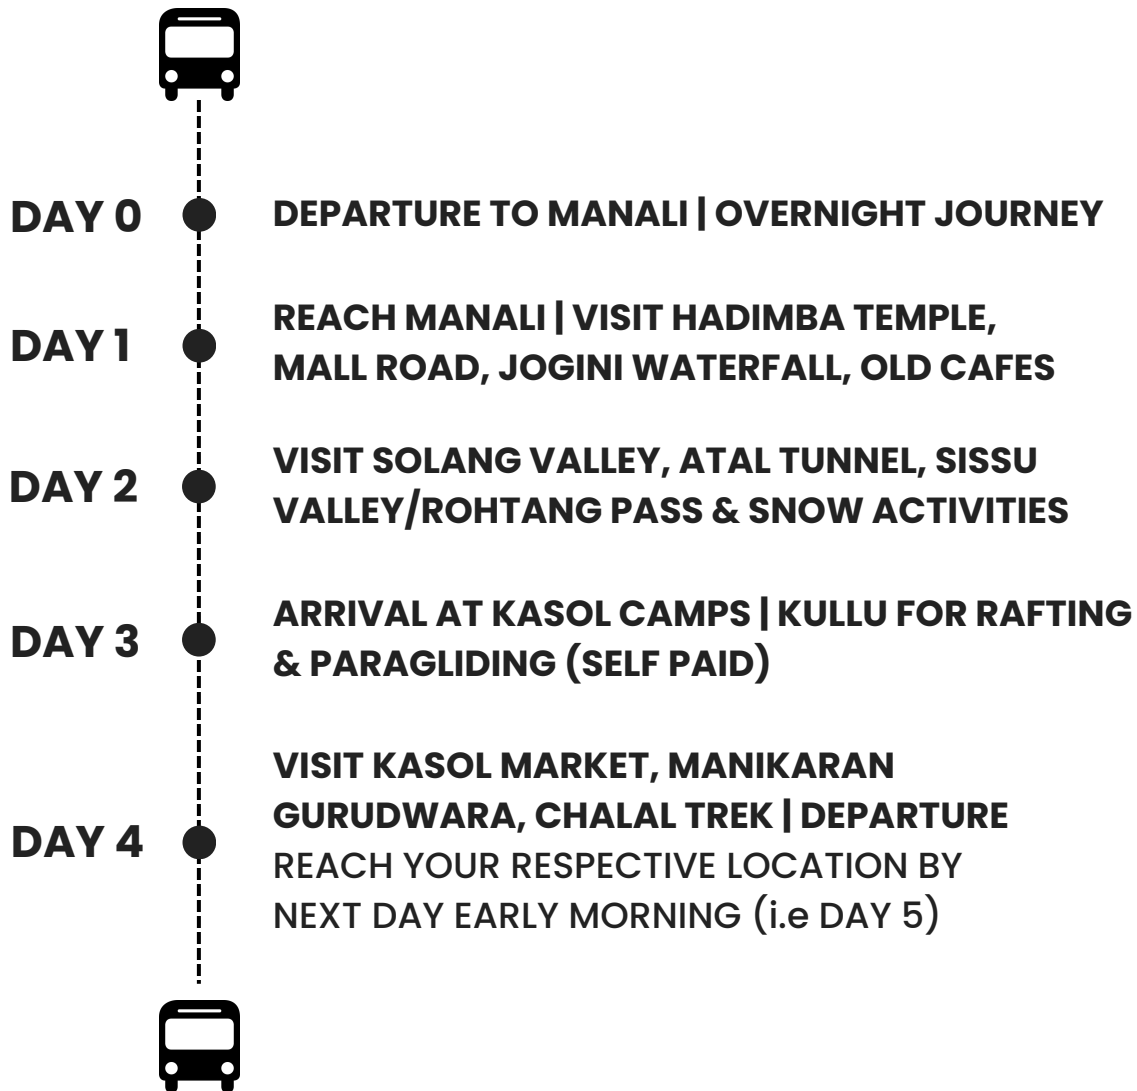 DAY 0
DEPARTURE TO MANALI | OVERNIGHT JOURNEY
DAY 1
REACH MANALI | VISIT HADIMBA TEMPLE,
MALL ROAD, JOGINI WATERFALL, OLD CAFES
DAY 2
VISIT SOLANG VALLEY, ATAL TUNNEL, SISSU
VALLEY/ROHTANG PASS & SNOW ACTIVITIES
DAY 3
ARRIVAL AT KASOL CAMPS | KULLU FOR RAFTING
& PARAGLIDING (SELF PAID)
DAY 4
VISIT KASOL MARKET, MANIKARAN
GURUDWARA, CHALAL TREK | DEPARTURE
REACH YOUR RESPECTIVE LOCATION BY
NEXT DAY EARLY MORNING (i.e DAY 5)